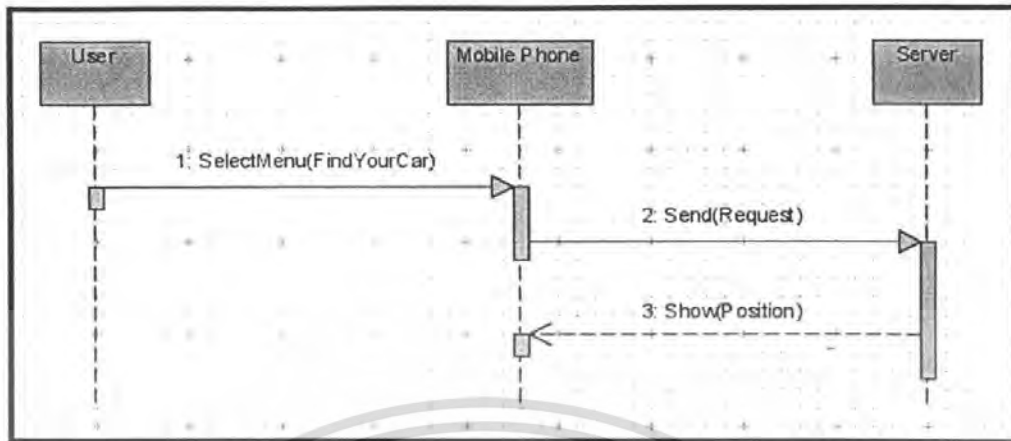 User
Mobile Phone
Server
1: SelectMenu(FindYourCar)
2: Send(Request)
3: Show(Position)